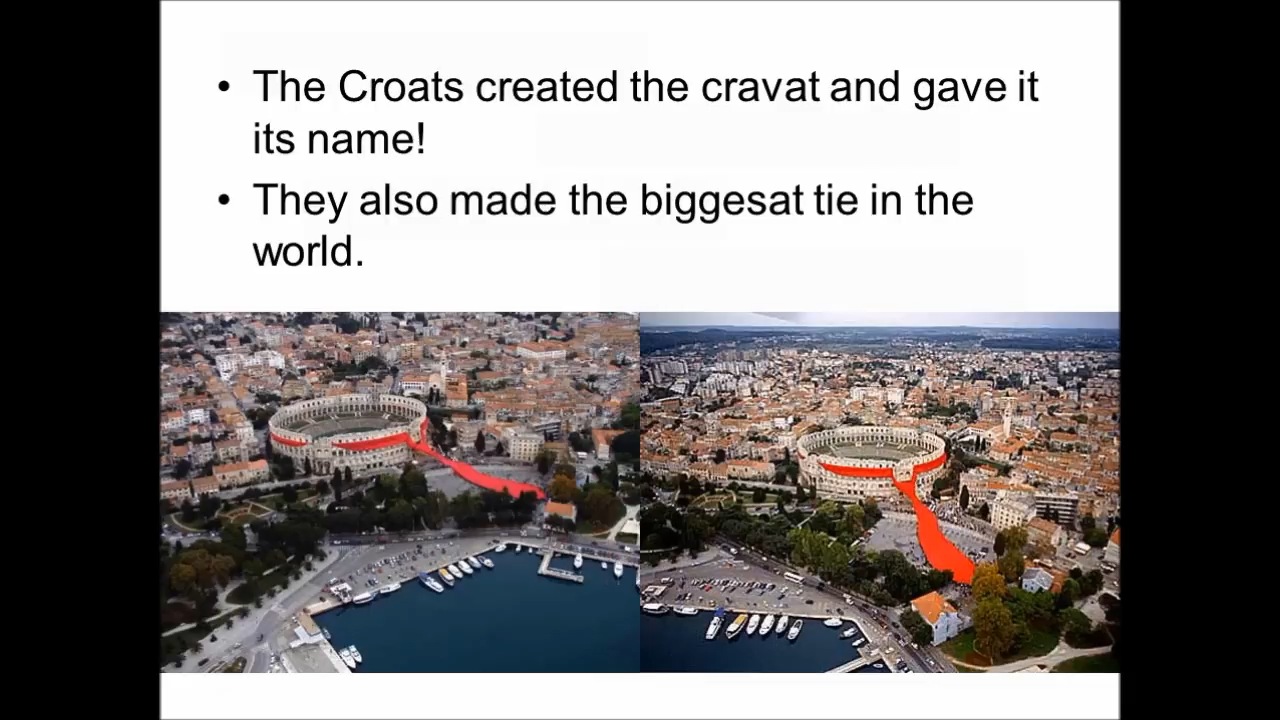 • The Croats created the cravat and gave it
its name!
• They also made the biggesat tie in the
world.